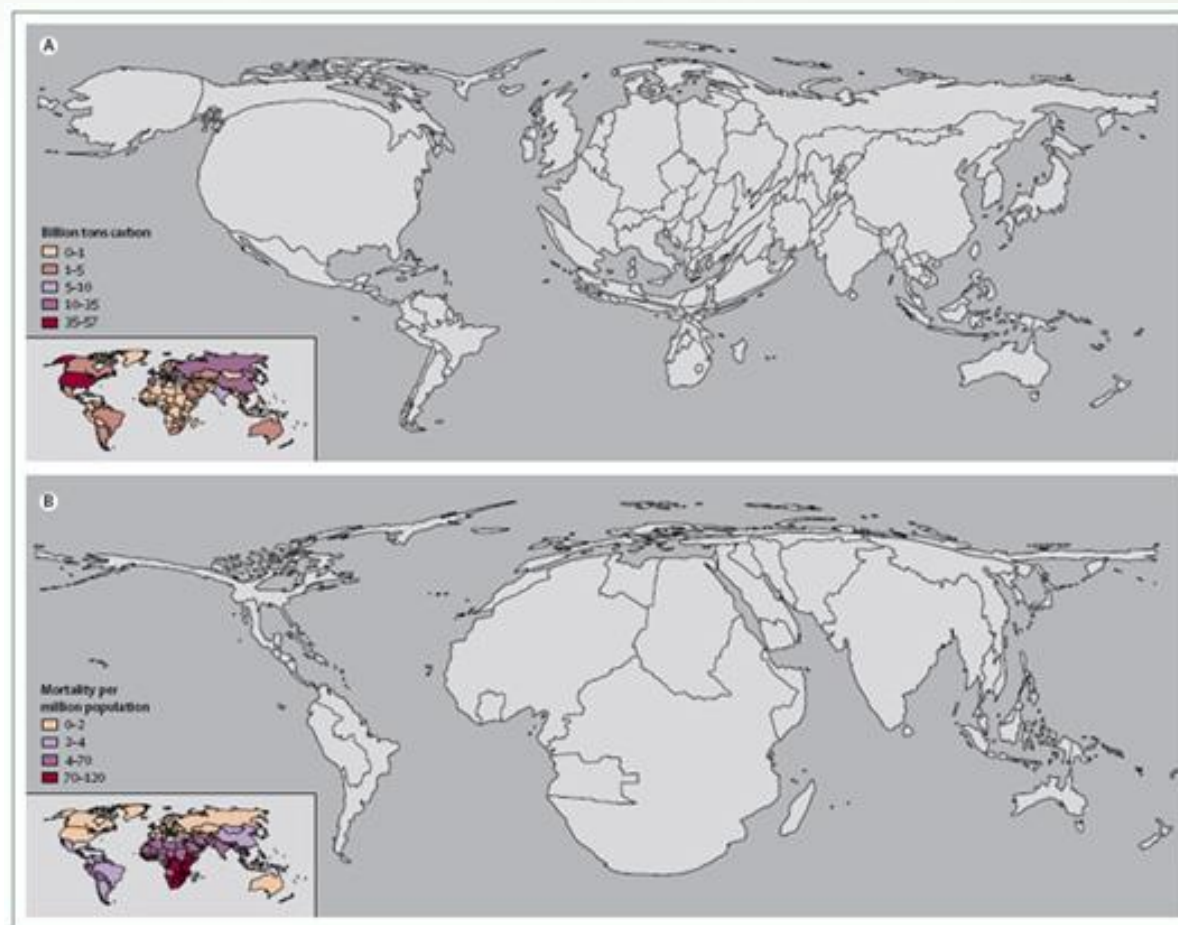 A
Billion tons carbon
0–1
1–5
5–10
10–35
35–57
B
Mortality per
million population
0–2
2–4
4–70
70–120